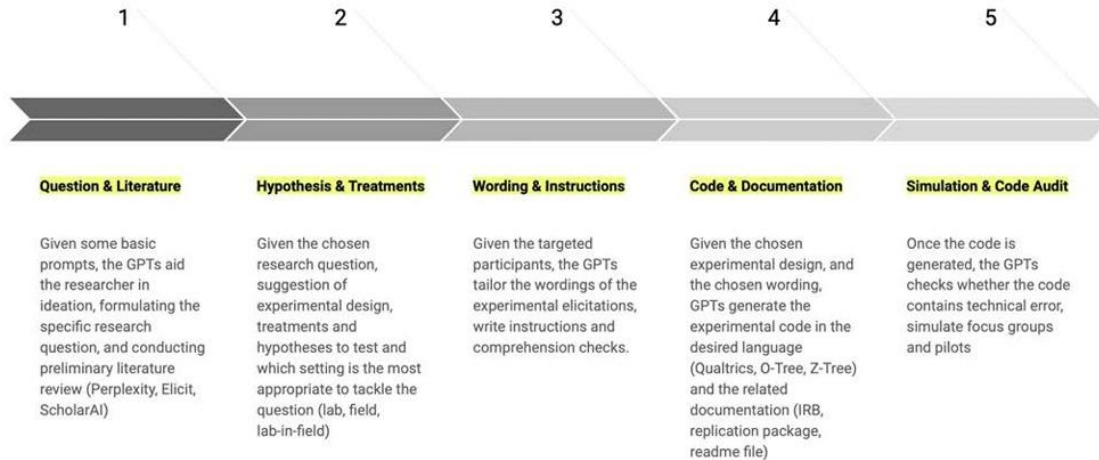 1
2
3
4
5
Question & Literature
Given some basic
prompts, the GPTs aid
the researcher in
ideation, formulating the
specific research
question, and conducting
preliminary literature
review (Perplexity, Elicit,
ScholarAI)
Hypothesis & Treatments
Given the chosen
research question,
suggestion of
experimental design,
treatments and
hypotheses to test and
which setting is the most
appropriate to tackle the
question (lab, field,
lab-in-field)
Wording & Instructions
Given the targeted
participants, the GPTs
tailor the wordings of the
experimental elicitations,
write instructions and
comprehension checks.
Code & Documentation
Given the chosen
experimental design, and
the chosen wording,
GPTs generate the
experimental code in the
desired language
(Qualtrics, O-Tree, Z-Tree)
and the related
documentation (IRB,
replication package,
readme file)
Simulation & Code Audit
Once the code is
generated, the GPTs
checks whether the code
contains technical error,
simulate focus groups
and pilots